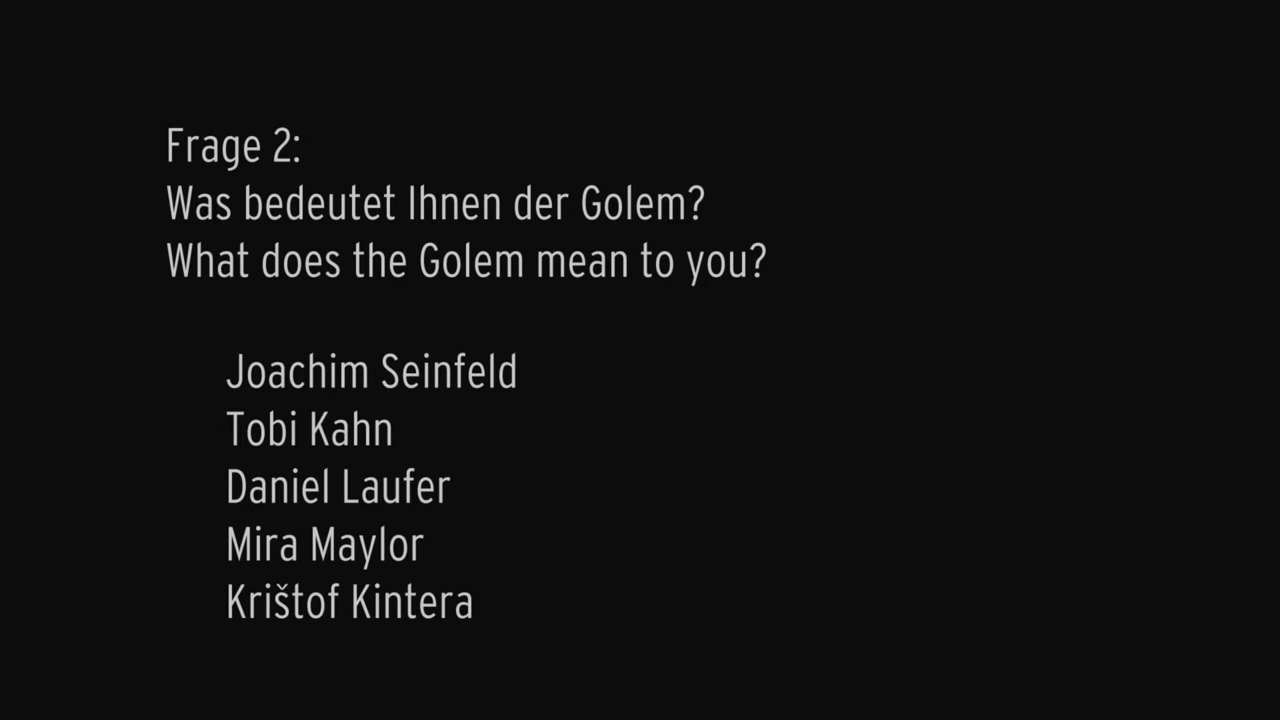 Frage 2:
Was bedeutet Ihnen der Golem?
What does the Golem mean to you?
Joachim Seinfeld
Tobi Kahn
Daniel Laufer
Mira Maylor
Krištof Kintera